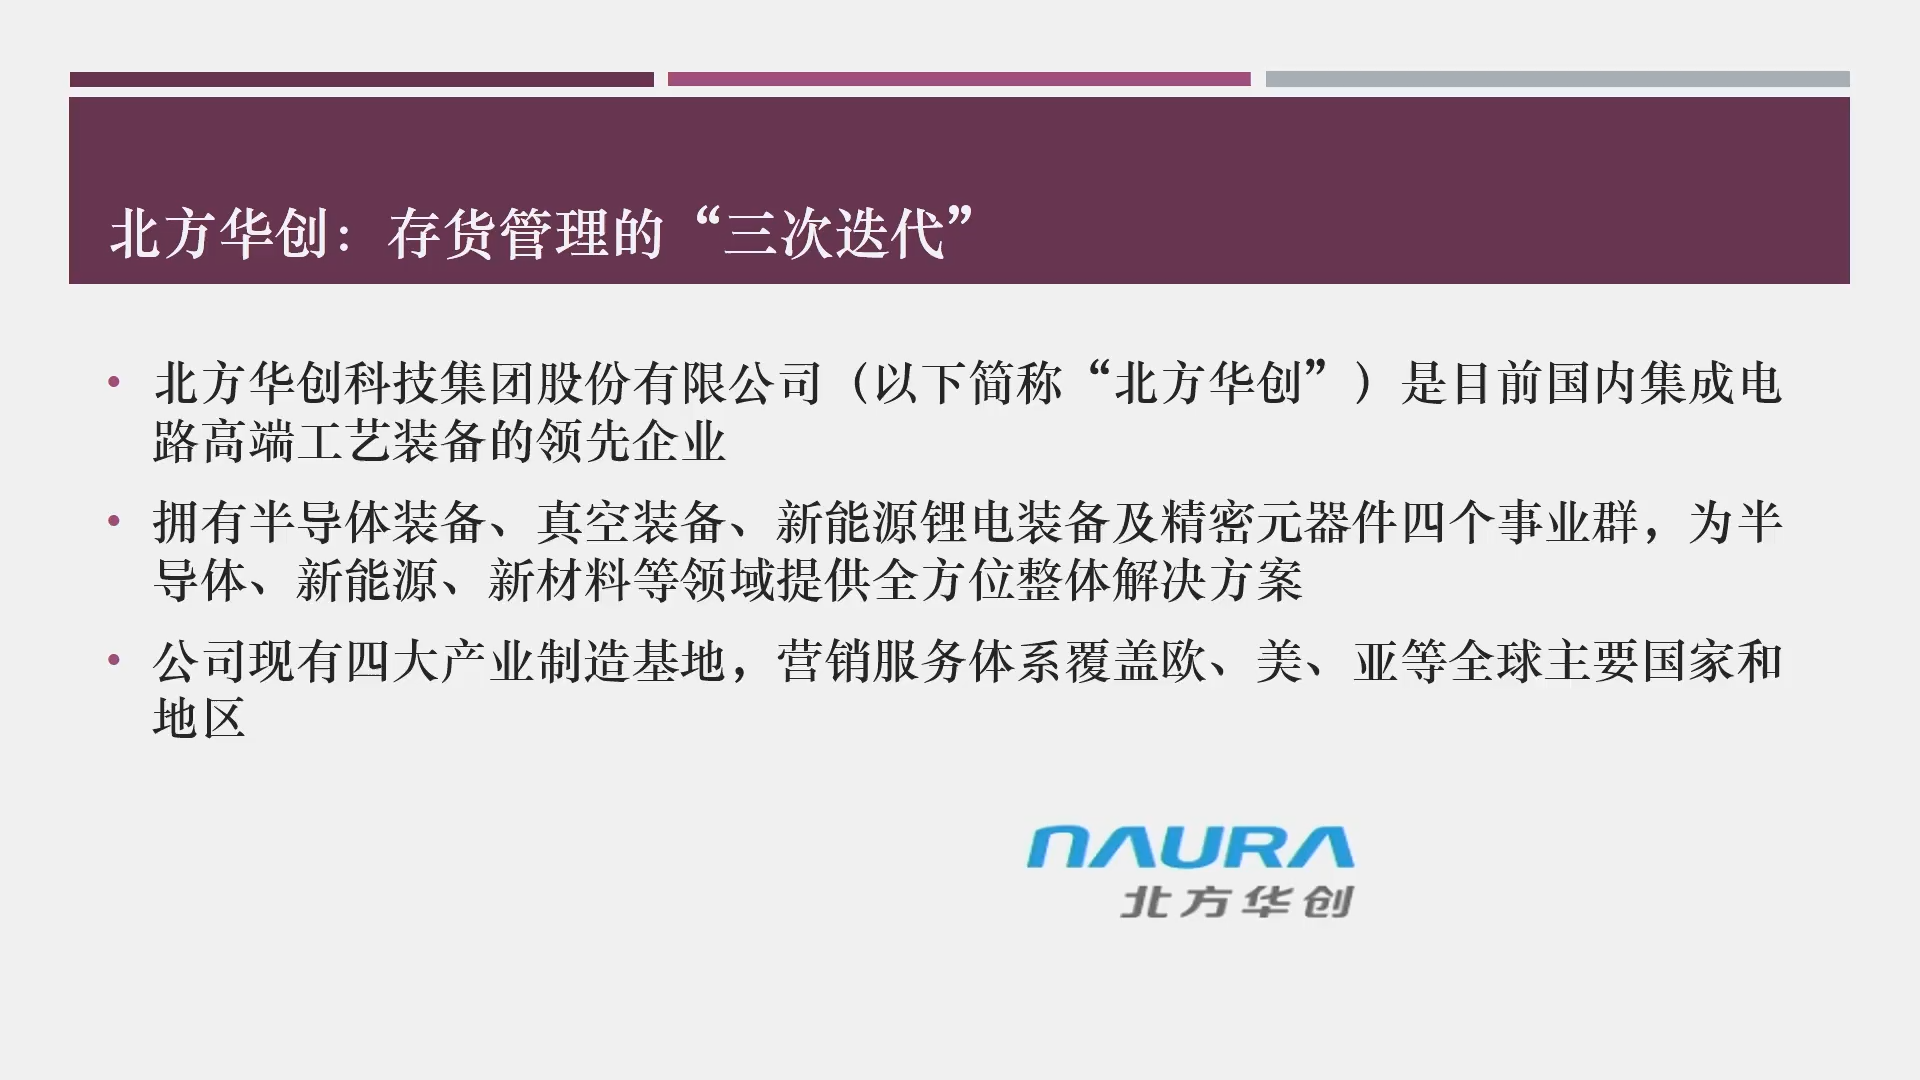 北方华创：存货管理的“三次迭代”
• 北方华创科技集团股份有限公司（以下简称“北方华创”）是目前国内集成电
路高端工艺装备的领先企业
• 拥有半导体装备、真空装备、新能源锂电装备及精密元器件四个事业群，为半
导体、新能源、新材料等领域提供全方位整体解决方案
• 公司现有四大产业制造基地，营销服务体系覆盖欧、美、亚等全球主要国家和
地区
NAURA
北方华创